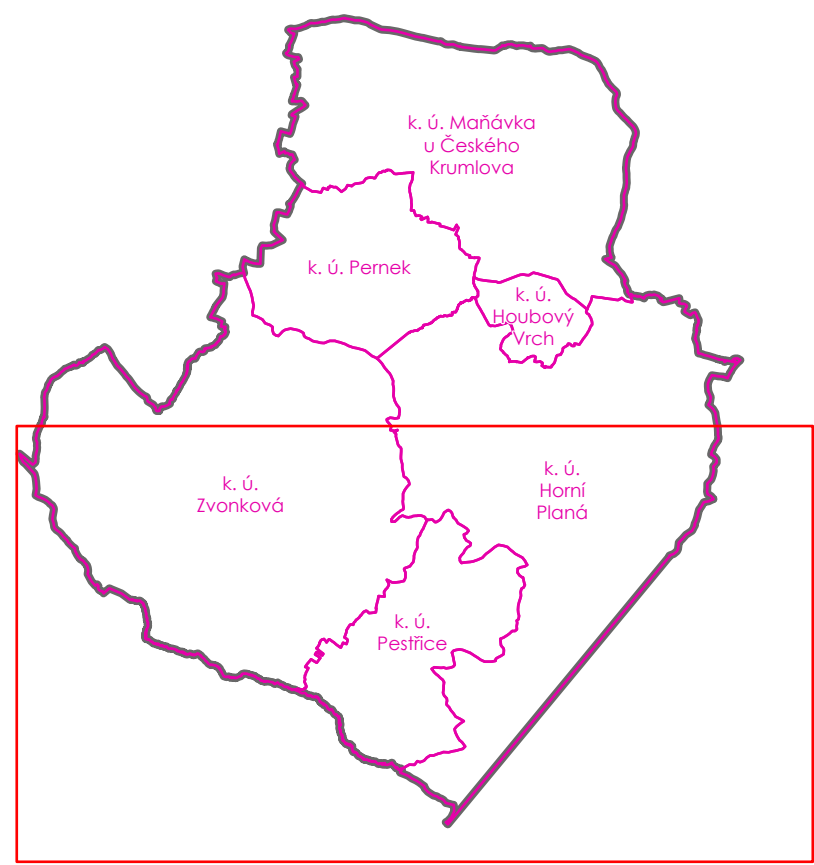 k. ú. Maňávka
u Českého
Krumlova
k. ú. Pernek
k. ú.
Houbový
Vrch
k. ú.
Zvonková
k. ú.
Horní
Planá
k. ú.
Pestřice